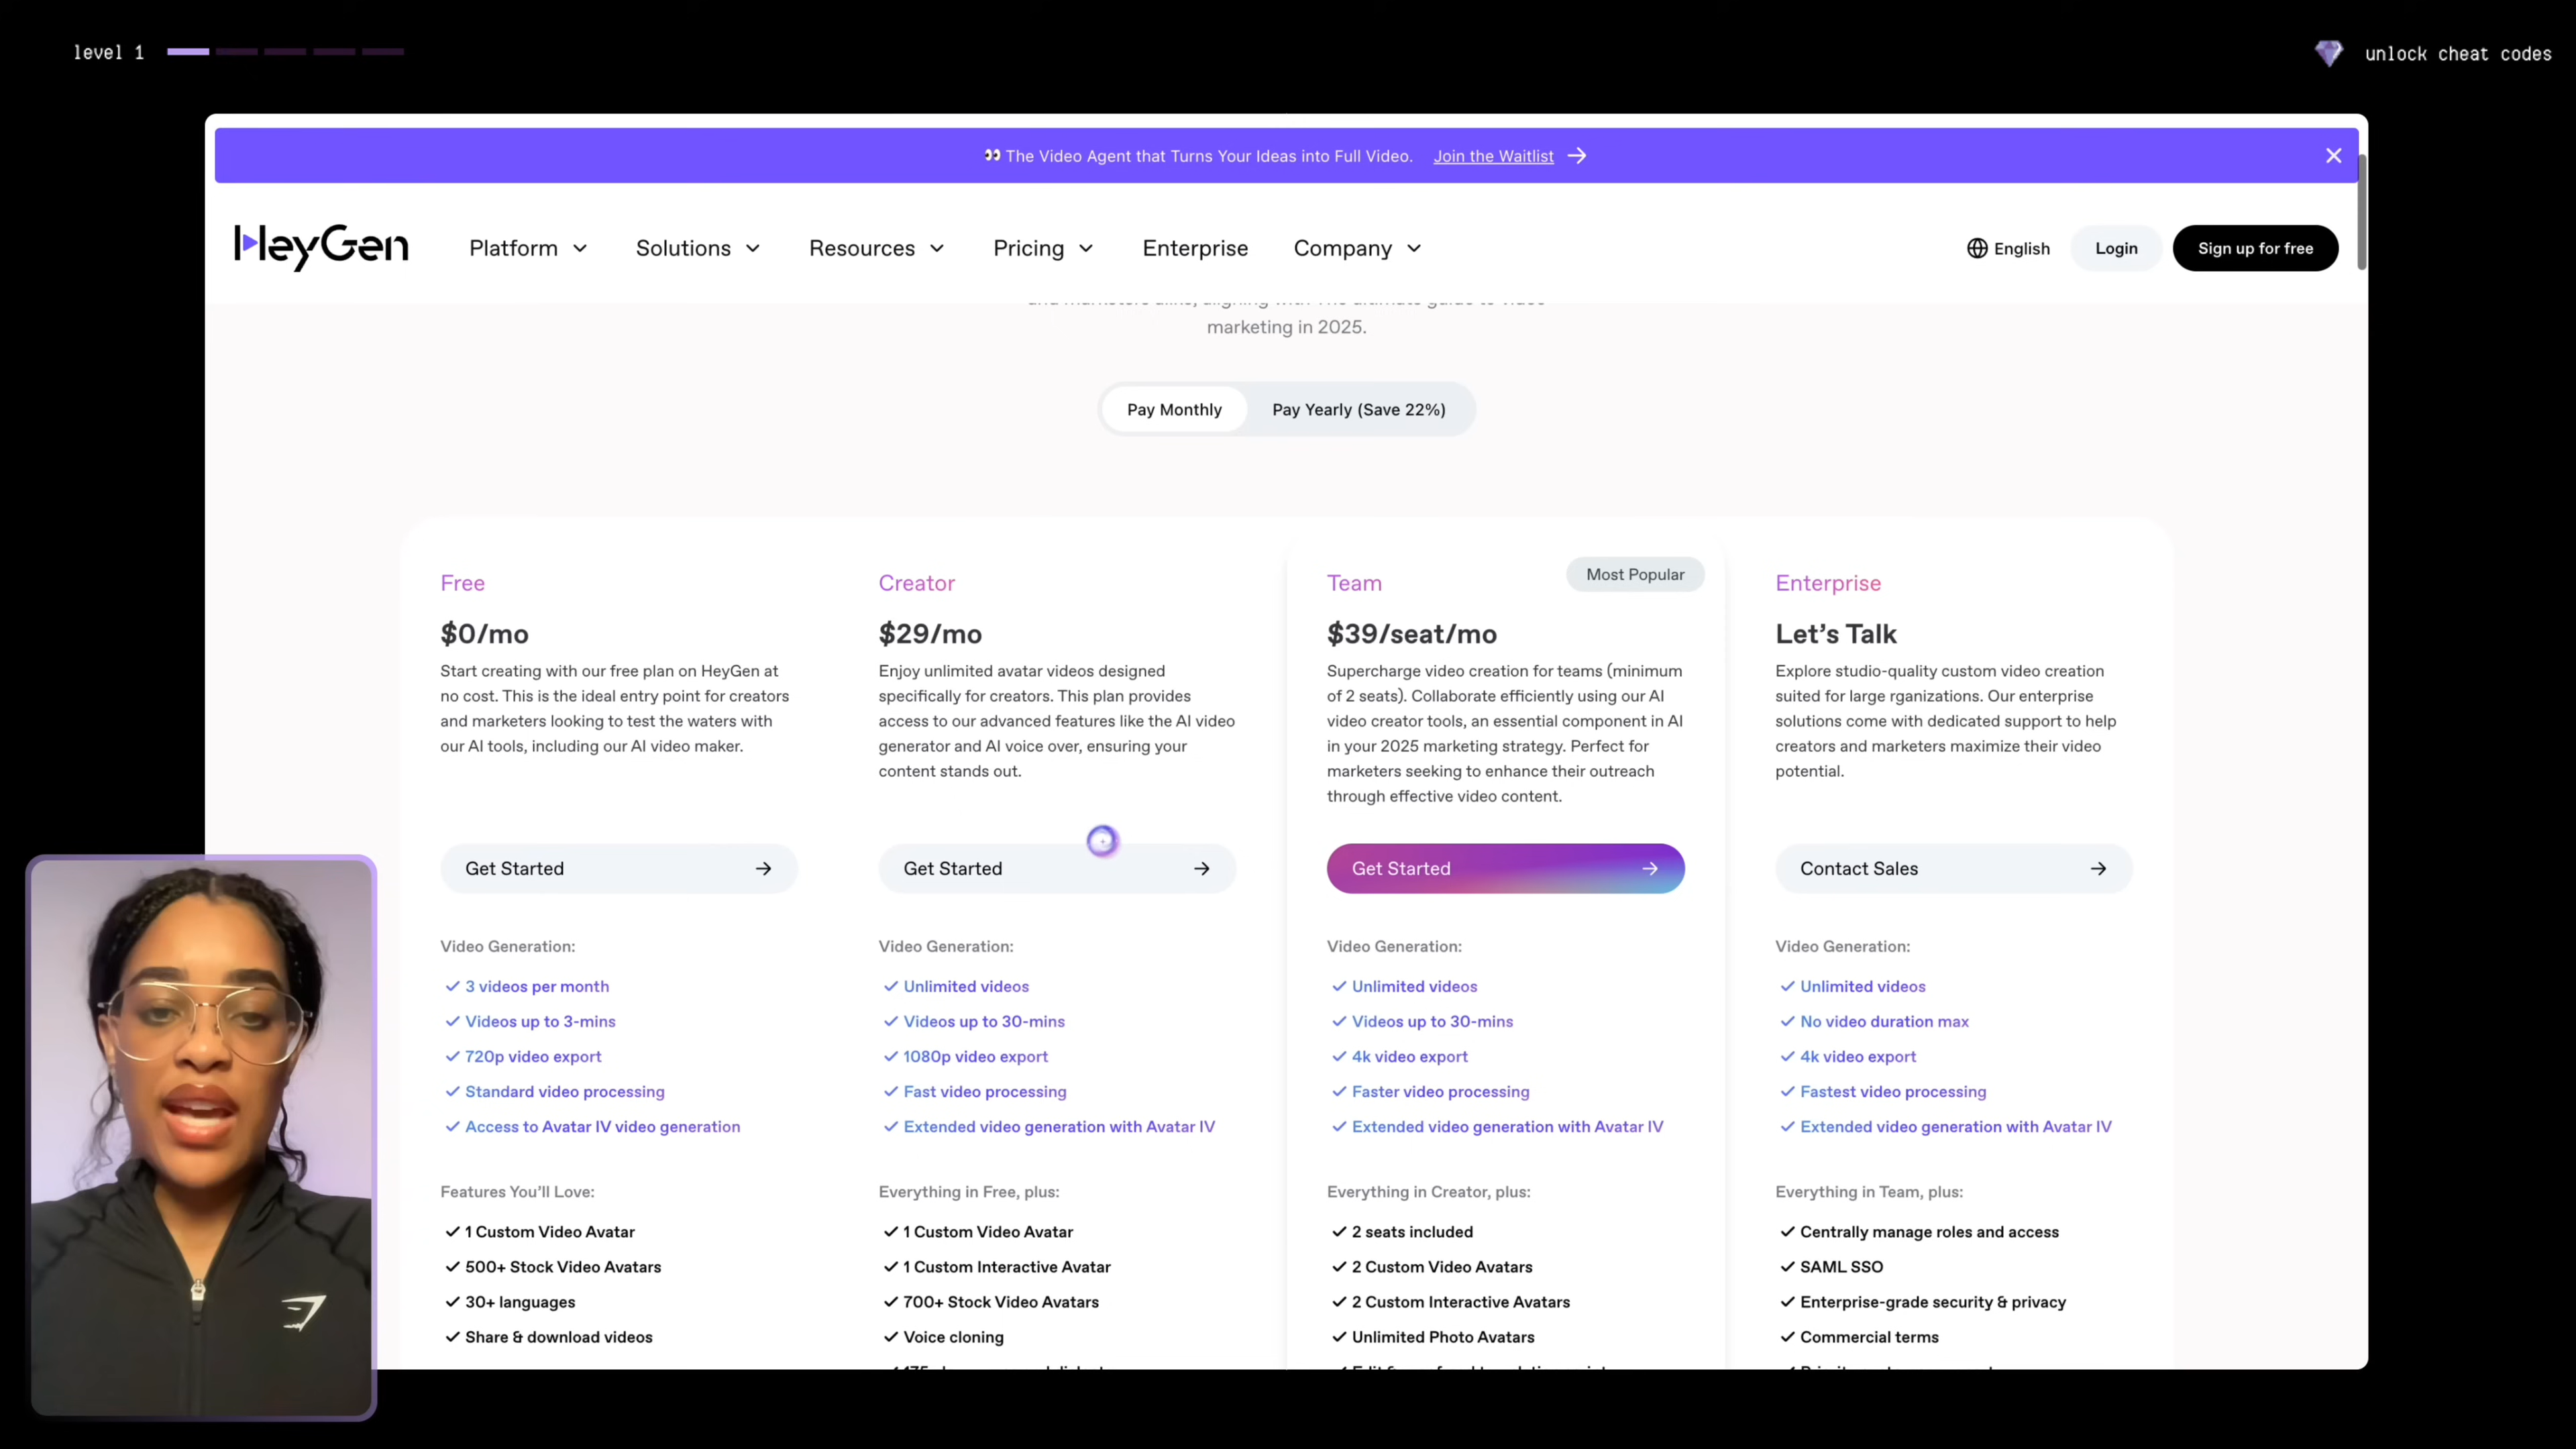 level 1
unlock cheat codes
👀 The Video Agent that Turns Your Ideas into Full Video. Join the Waitlist →
HeyGen
Platform
Solutions
Resources
Pricing
Enterprise
Company
English
Login
Sign up for free
marketing in 2025.
Pay Monthly
Pay Yearly (Save 22%)
Free
$0/mo
Start creating with our free plan on HeyGen at
no cost. This is the ideal entry point for creators
and marketers looking to test the waters with
our AI tools, including our AI video maker.
Get Started →
Video Generation:
✓ 3 videos per month
✓ Videos up to 3-mins
✓ 720p video export
✓ Standard video processing
✓ Access to Avatar IV video generation
Features You'll Love:
✓ 1 Custom Video Avatar
✓ 500+ Stock Video Avatars
✓ 30+ languages
✓ Share & download videos
Creator
$29/mo
Enjoy unlimited avatar videos designed
specifically for creators. This plan provides
access to our advanced features like the AI video
generator and AI voice over, ensuring your
content stands out.
Get Started →
Video Generation:
✓ Unlimited videos
✓ Videos up to 30-mins
✓ 1080p video export
✓ Fast video processing
✓ Extended video generation with Avatar IV
Everything in Free, plus:
✓ 1 Custom Video Avatar
✓ 1 Custom Interactive Avatar
✓ 700+ Stock Video Avatars
✓ Voice cloning
Team
Most Popular
$39/seat/mo
Supercharge video creation for teams (minimum
of 2 seats). Collaborate efficiently using our AI
video creator tools, an essential component in AI
in your 2025 marketing strategy. Perfect for
marketers seeking to enhance their outreach
through effective video content.
Get Started →
Video Generation:
✓ Unlimited videos
✓ Videos up to 30-mins
✓ 4k video export
✓ Faster video processing
✓ Extended video generation with Avatar IV
Everything in Creator, plus:
✓ 2 seats included
✓ 2 Custom Video Avatars
✓ 2 Custom Interactive Avatars
✓ Unlimited Photo Avatars
Enterprise
Let's Talk
Explore studio-quality custom video creation
suited for large rganizations. Our enterprise
solutions come with dedicated support to help
creators and marketers maximize their video
potential.
Contact Sales →
Video Generation:
✓ Unlimited videos
✓ No video duration max
✓ 4k video export
✓ Fastest video processing
✓ Extended video generation with Avatar IV
Everything in Team, plus:
✓ Centrally manage roles and access
✓ SAML SSO
✓ Enterprise-grade security & privacy
✓ Commercial terms